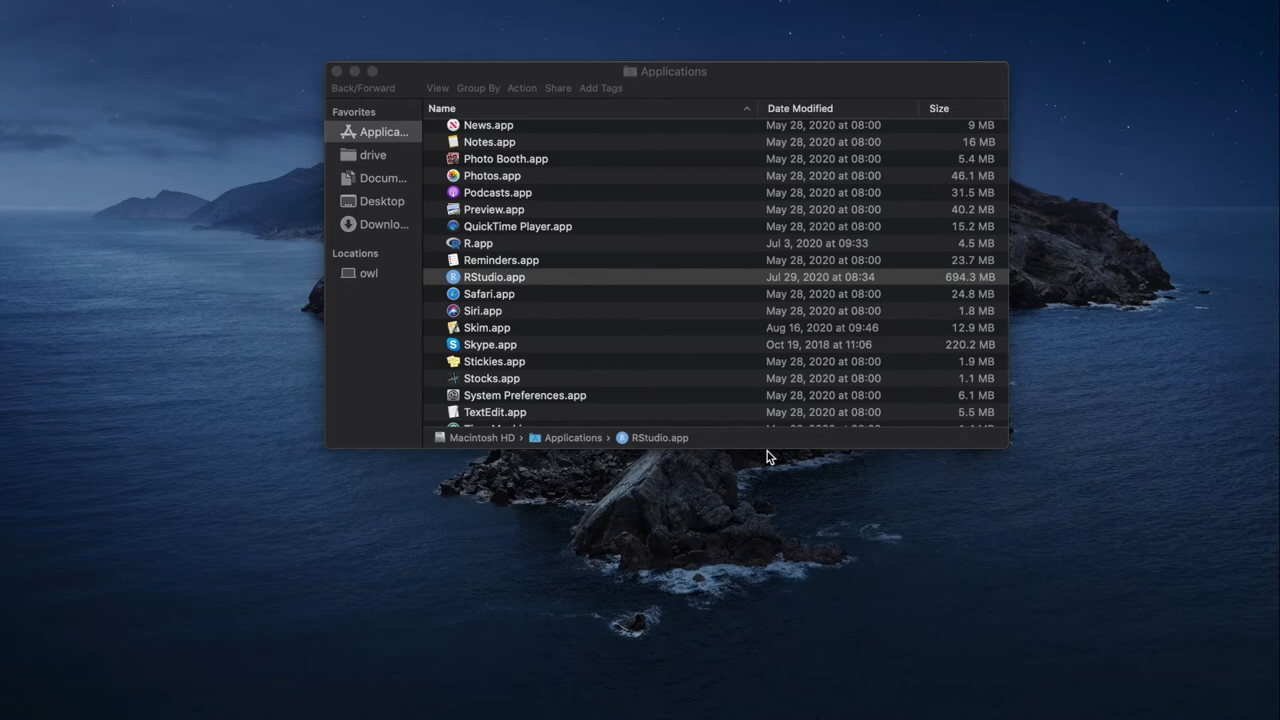 Applications
Back/Forward View Group By Action Share Add Tags
Favorites
Applica...
drive
Docum...
Desktop
Downlo...
Locations
owl
Name Date Modified Size
News.app May 28, 2020 at 08:00 9 MB
Notes.app May 28, 2020 at 08:00 16 MB
Photo Booth.app May 28, 2020 at 08:00 5.4 MB
Photos.app May 28, 2020 at 08:00 46.1 MB
Podcasts.app May 28, 2020 at 08:00 31.5 MB
Preview.app May 28, 2020 at 08:00 40.2 MB
QuickTime Player.app May 28, 2020 at 08:00 15.2 MB
R.app Jul 3, 2020 at 09:33 4.5 MB
Reminders.app May 28, 2020 at 08:00 23.7 MB
RStudio.app Jul 29, 2020 at 08:34 694.3 MB
Safari.app May 28, 2020 at 08:00 24.8 MB
Siri.app May 28, 2020 at 08:00 1.8 MB
Skim.app Aug 16, 2020 at 09:46 12.9 MB
Skype.app Oct 19, 2018 at 11:06 220.2 MB
Stickies.app May 28, 2020 at 08:00 1.9 MB
Stocks.app May 28, 2020 at 08:00 1.1 MB
System Preferences.app May 28, 2020 at 08:00 6.1 MB
TextEdit.app May 28, 2020 at 08:00 5.5 MB
Macintosh HD › Applications › RStudio.app